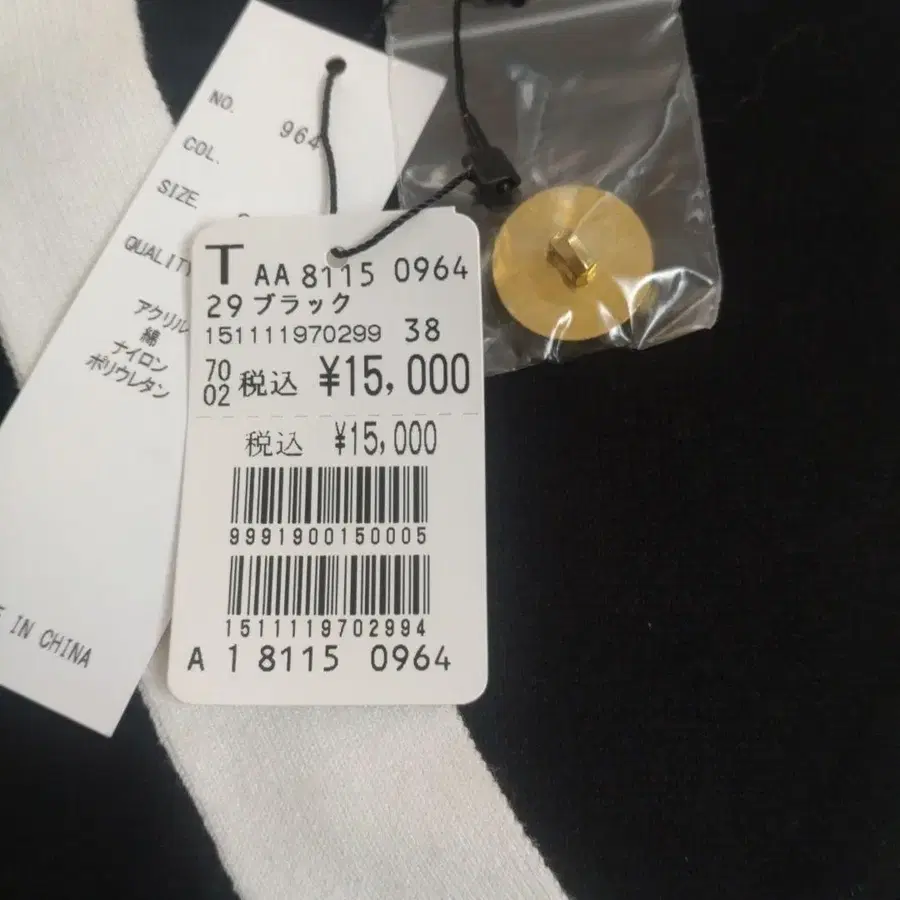 NO.
964
COL.
SIZE.
QUALIT
アクリル
綿
ナイロン
ポリウレタン
IN CHINA
T AA 8115 0964
29 ブラック
151111970299 38
70
02 税込 ¥15,000
税込 ¥15,000
9991900150005
1511119702994
A 1 8115 0964